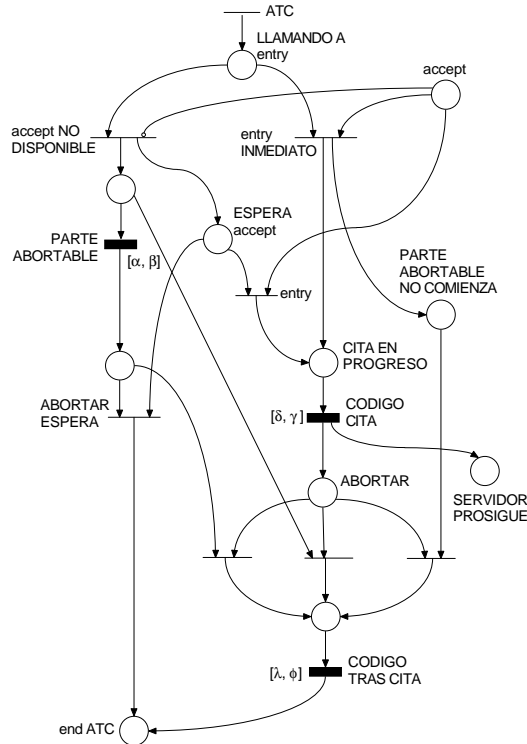 ATC
LLAMANDO A
entry
accept
accept NO
DISPONIBLE
entry
INMEDIATO
ESPERA
accept
PARTE
ABORTABLE
[α, β]
PARTE
ABORTABLE
NO COMIENZA
entry
CITA EN
PROGRESO
ABORTAR
ESPERA
[δ, γ]
CODIGO
CITA
ABORTAR
SERVIDOR
PROSIGUE
[λ, φ]
CODIGO
TRAS CITA
end ATC